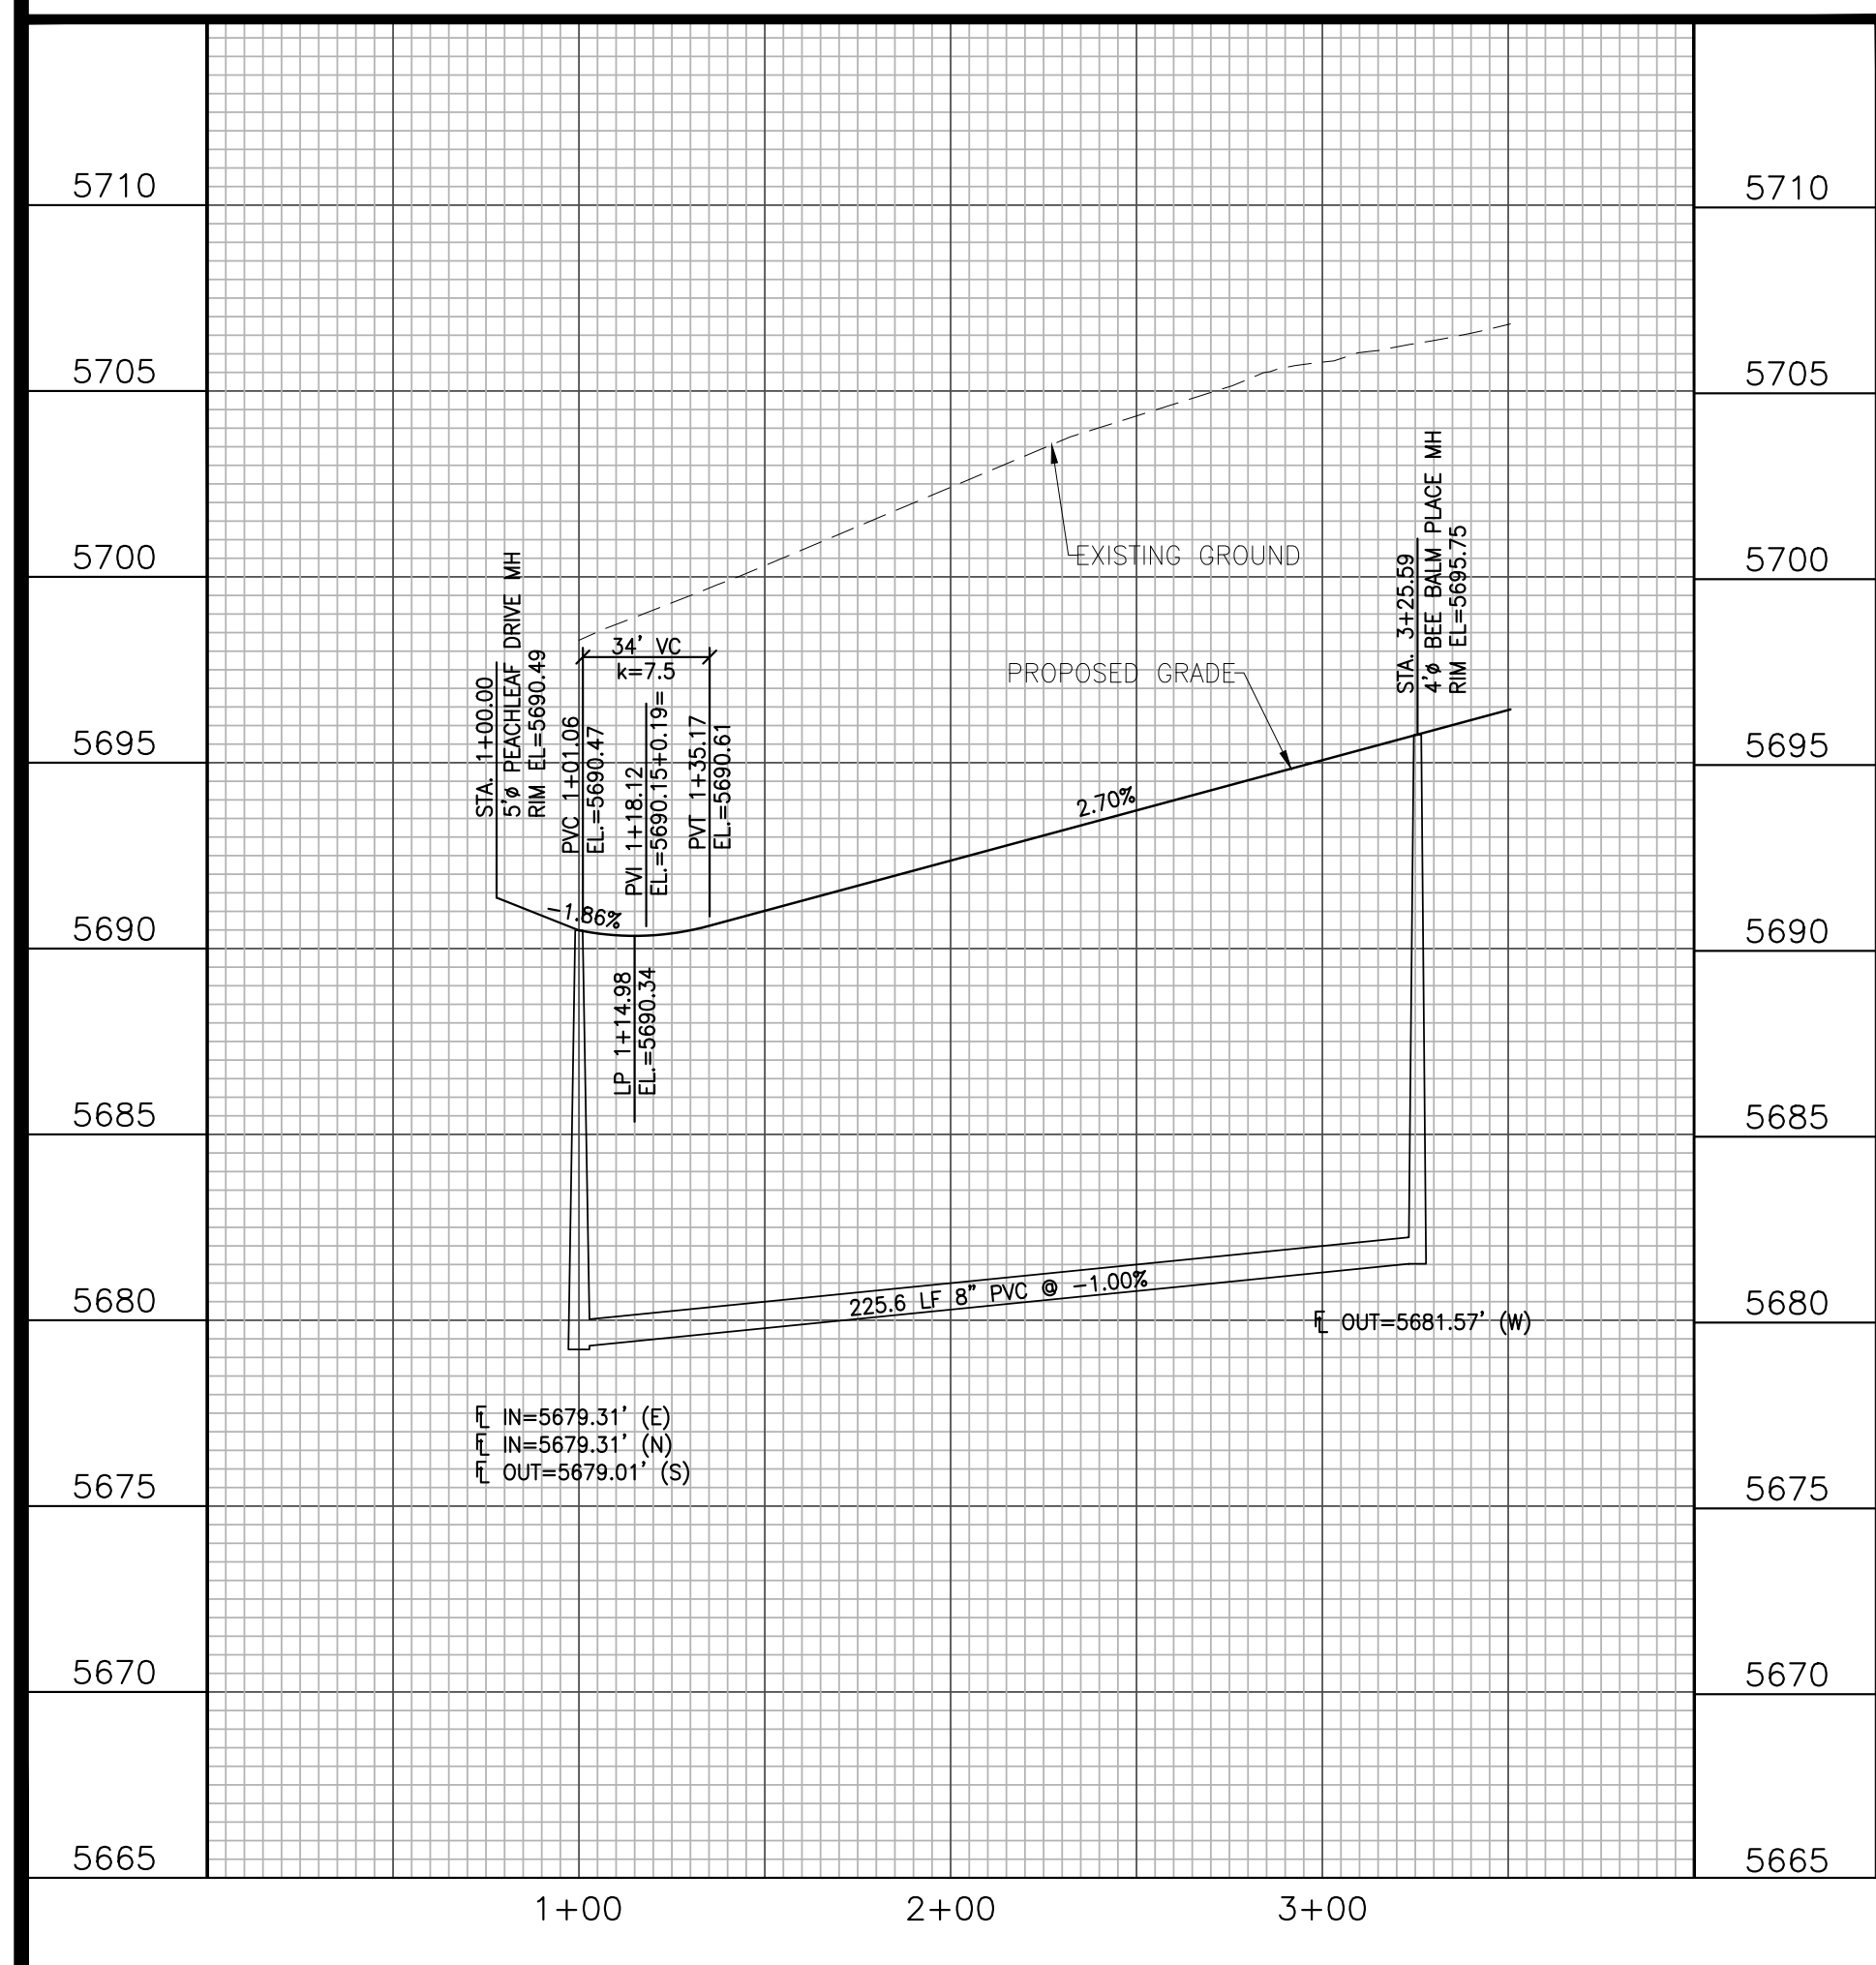 5710
5705
5700
5695
5690
5685
5680
5675
5670
5665
5710
5705
5700
5695
5690
5685
5680
5675
5670
5665
1+00
2+00
3+00
EXISTING GROUND
PROPOSED GRADE
STA. 1+00.00
5'ø PEACHLEAF DRIVE MH
RIM EL=5690.49
34' VC
k=7.5
PVC 1+01.06
EL.=5690.47
PVI 1+18.12
EL.=5690.15+0.19=
PVT 1+35.17
EL.=5690.61
-1.86%
2.70%
LP 1+14.98
EL.=5690.34
STA. 3+25.59
4'ø BEE BALM PLACE MH
RIM EL=5695.75
225.6 LF 8" PVC @ -1.00%
FL OUT=5681.57' (W)
FL IN=5679.31' (E)
FL IN=5679.31' (N)
FL OUT=5679.01' (S)